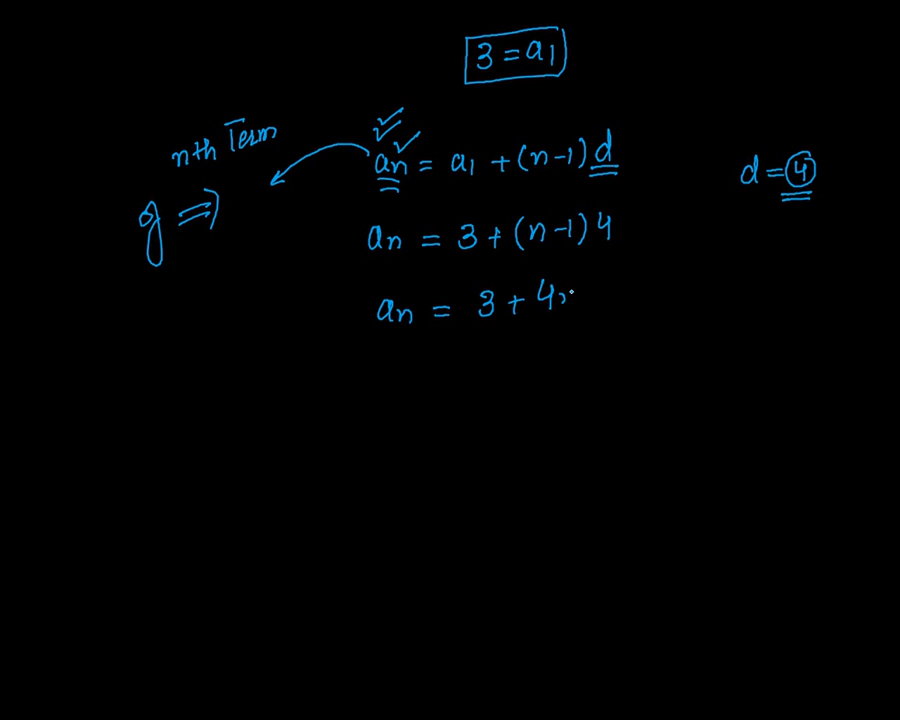 3 = a1
nth Term
an = a1 + (n-1) d
d = 4
g ⇒
an = 3 + (n-1) 4
an = 3 + 4